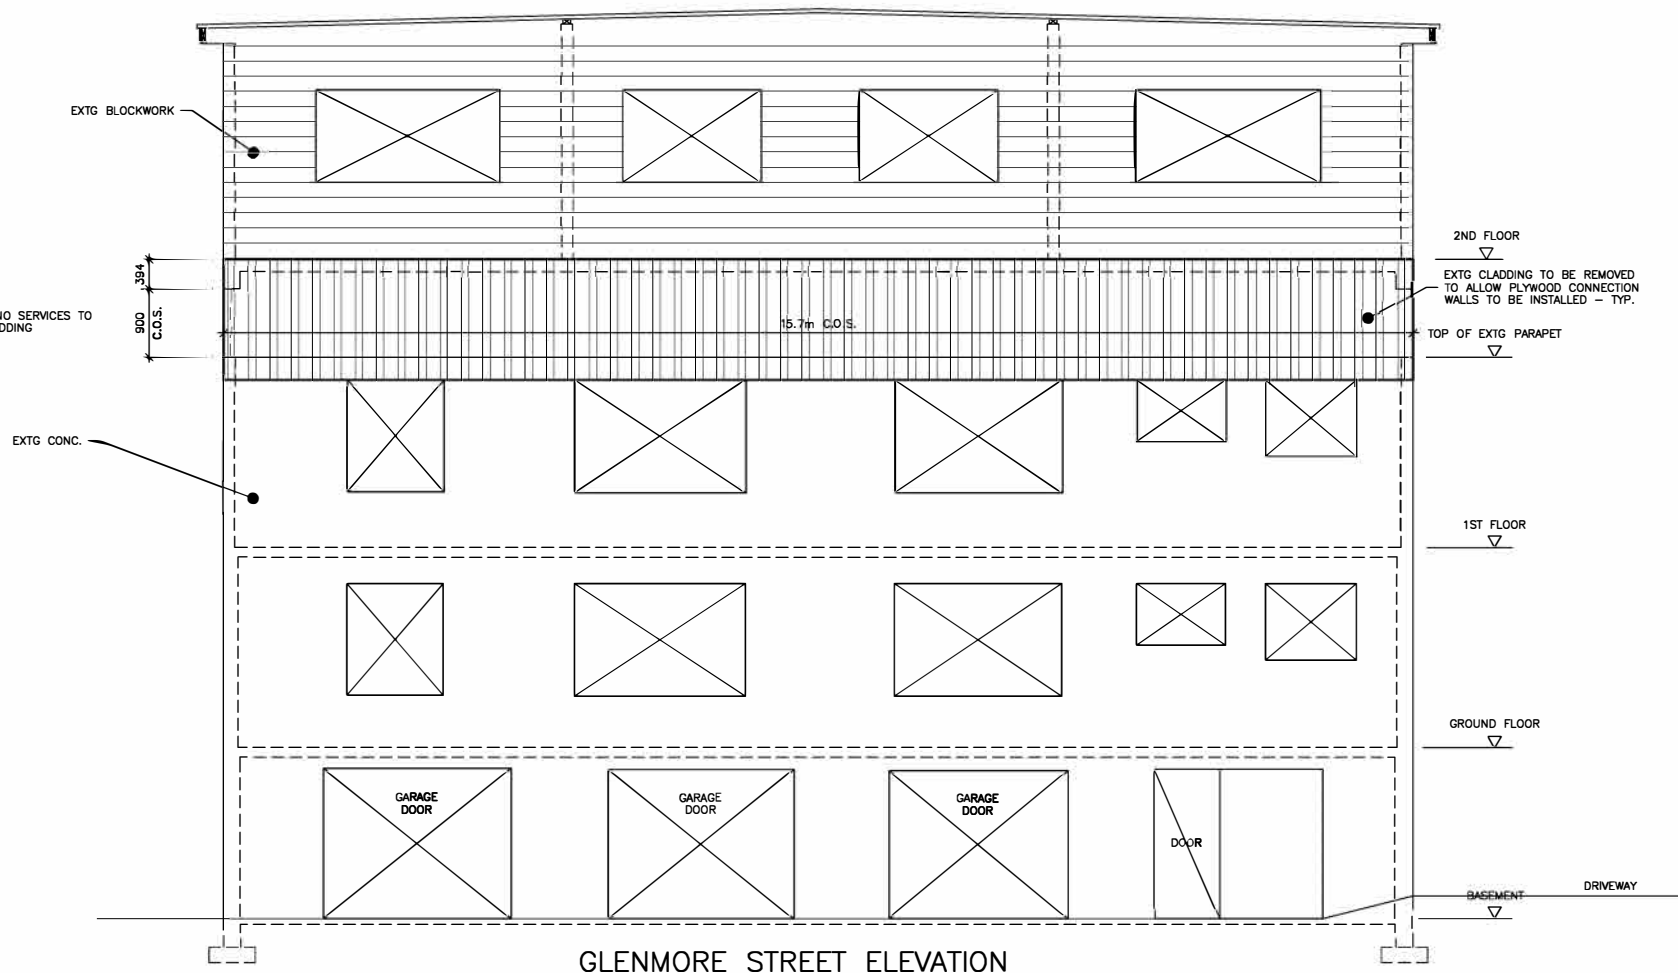 EXTG BLOCKWORK
2ND FLOOR
394
EXTG CLADDING TO BE REMOVED
TO ALLOW PLYWOOD CONNECTION
WALLS TO BE INSTALLED – TYP.
NO SERVICES TO
900
C.O.S.
15.7m C.O.S.
TOP OF EXTG PARAPET
EXTG CONC.
1ST FLOOR
GROUND FLOOR
GARAGE
DOOR
GARAGE
DOOR
GARAGE
DOOR
DOOR
DRIVEWAY
BASEMENT
GLENMORE STREET ELEVATION